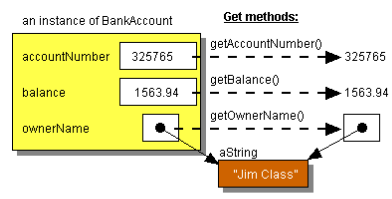 an instance of BankAccount
Get methods:
accountNumber 325765 getAccountNumber() 325765
balance 1563.94 getBalance() 1563.94
ownerName getOwnerName()
aString
"Jim Class"